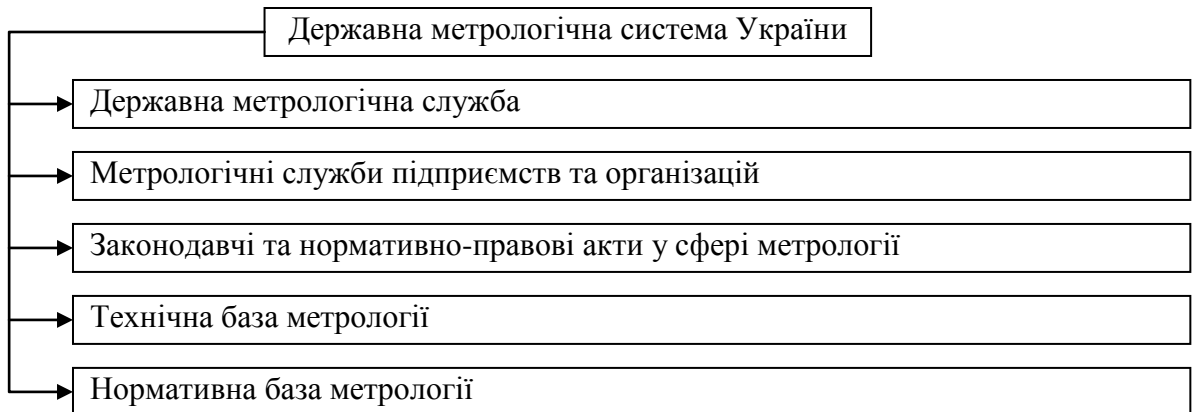 Державна метрологічна система України
Державна метрологічна служба
Метрологічні служби підприємств та організацій
Законодавчі та нормативно-правові акти у сфері метрології
Технічна база метрології
Нормативна база метрології